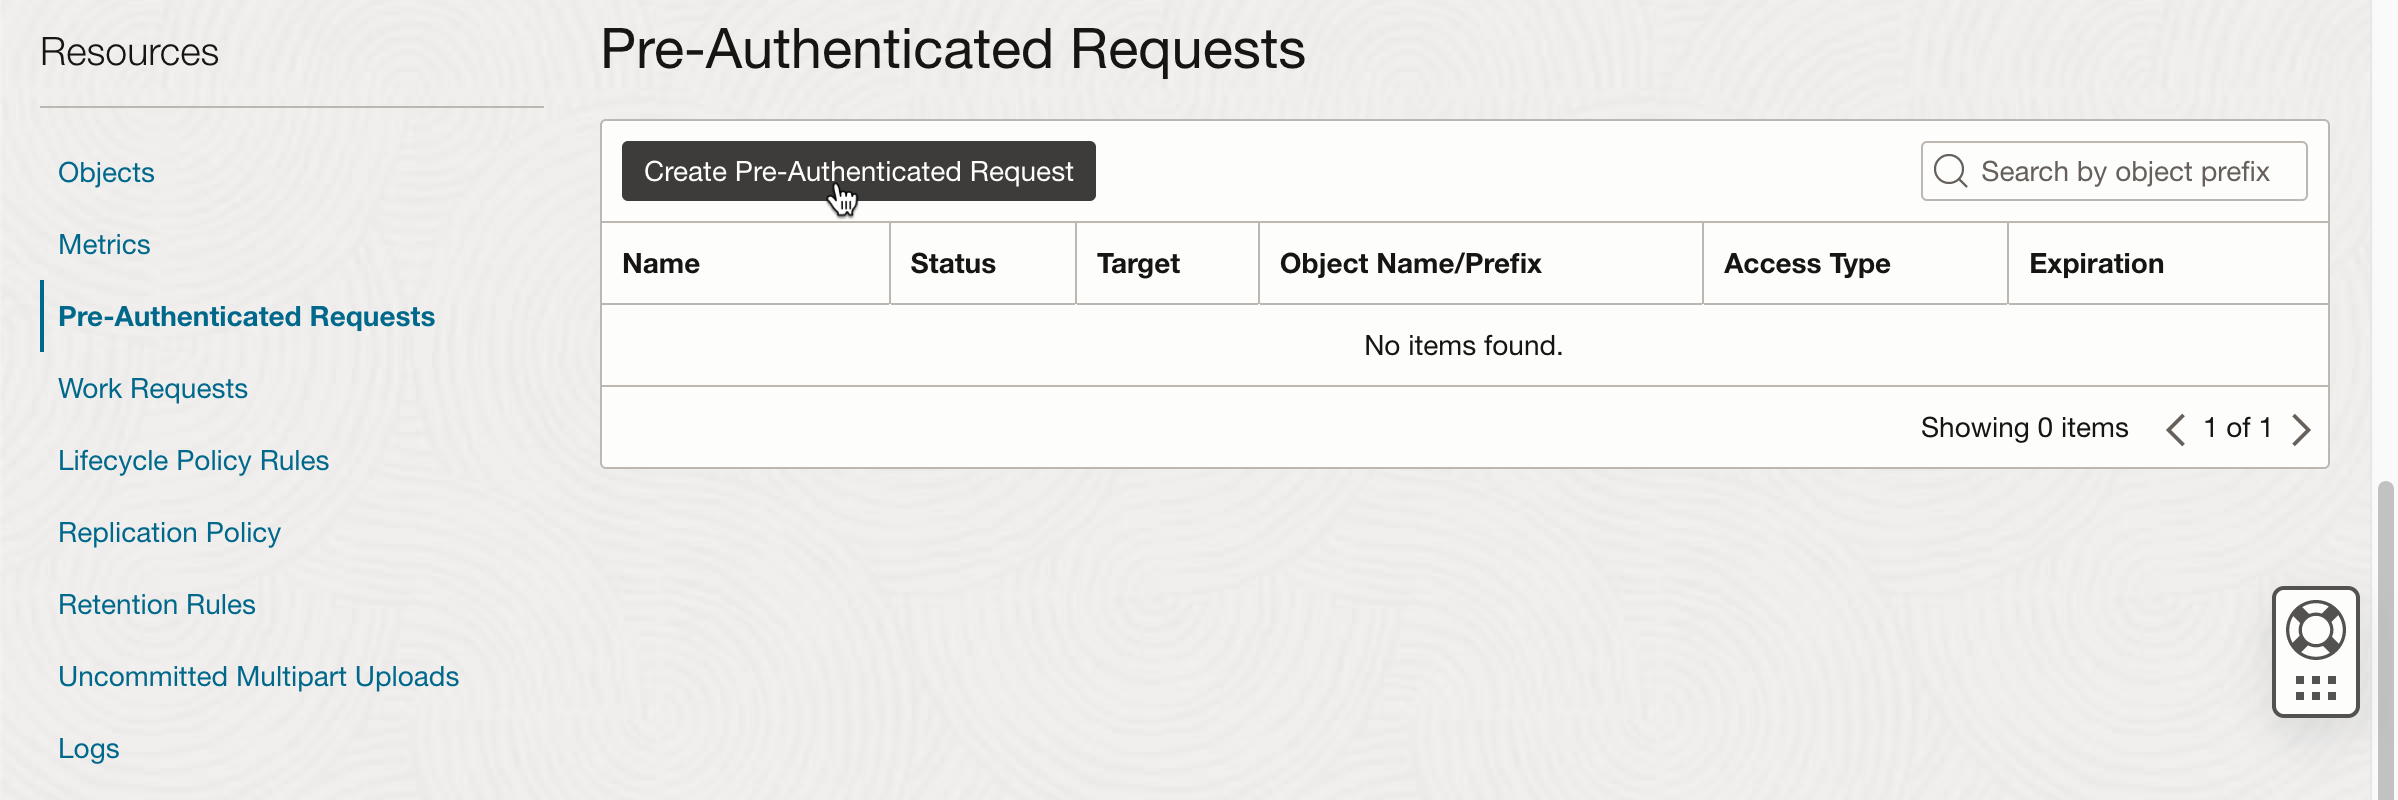 Resources
Objects
Metrics
Pre-Authenticated Requests
Work Requests
Lifecycle Policy Rules
Replication Policy
Retention Rules
Uncommitted Multipart Uploads
Logs
Pre-Authenticated Requests
Create Pre-Authenticated Request
Search by object prefix
Name Status Target Object Name/Prefix Access Type Expiration
No items found.
Showing 0 items 1 of 1